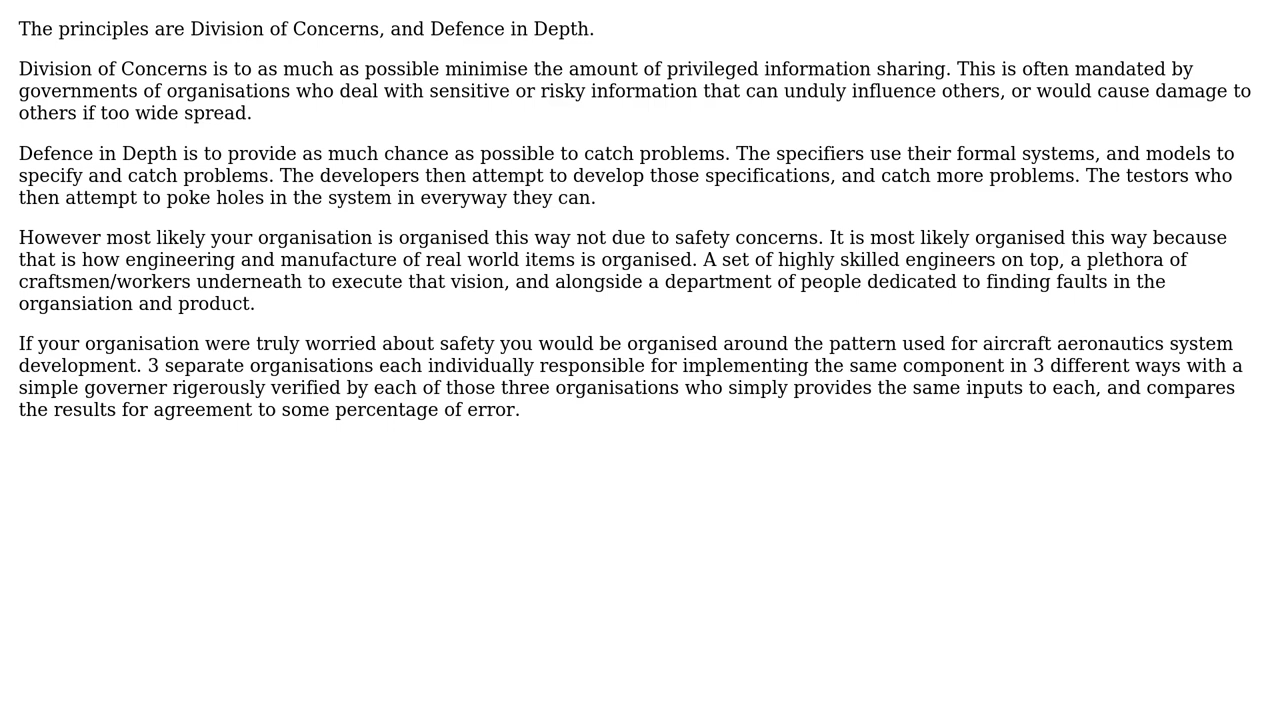 The principles are Division of Concerns, and Defence in Depth.
Division of Concerns is to as much as possible minimise the amount of privileged information sharing. This is often mandated by
governments of organisations who deal with sensitive or risky information that can unduly influence others, or would cause damage to
others if too wide spread.
Defence in Depth is to provide as much chance as possible to catch problems. The specifiers use their formal systems, and models to
specify and catch problems. The developers then attempt to develop those specifications, and catch more problems. The testors who
then attempt to poke holes in the system in everyway they can.
However most likely your organisation is organised this way not due to safety concerns. It is most likely organised this way because
that is how engineering and manufacture of real world items is organised. A set of highly skilled engineers on top, a plethora of
craftsmen/workers underneath to execute that vision, and alongside a department of people dedicated to finding faults in the
organsiation and product.
If your organisation were truly worried about safety you would be organised around the pattern used for aircraft aeronautics system
development. 3 separate organisations each individually responsible for implementing the same component in 3 different ways with a
simple governer rigerously verified by each of those three organisations who simply provides the same inputs to each, and compares
the results for agreement to some percentage of error.